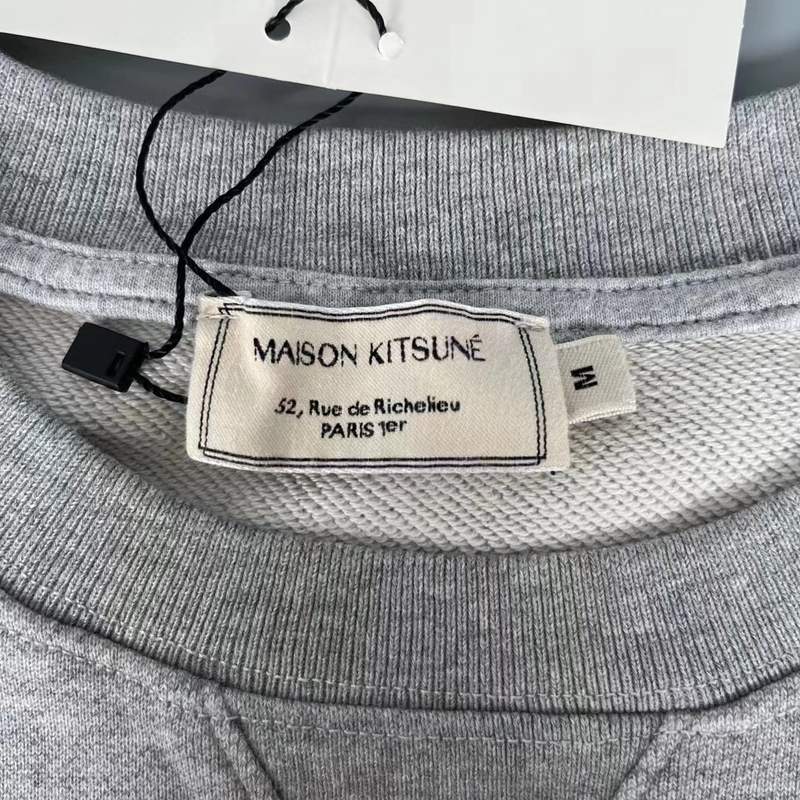 MAISON KITSUNÉ
52, Rue de Richelieu
PARIS 1er
M